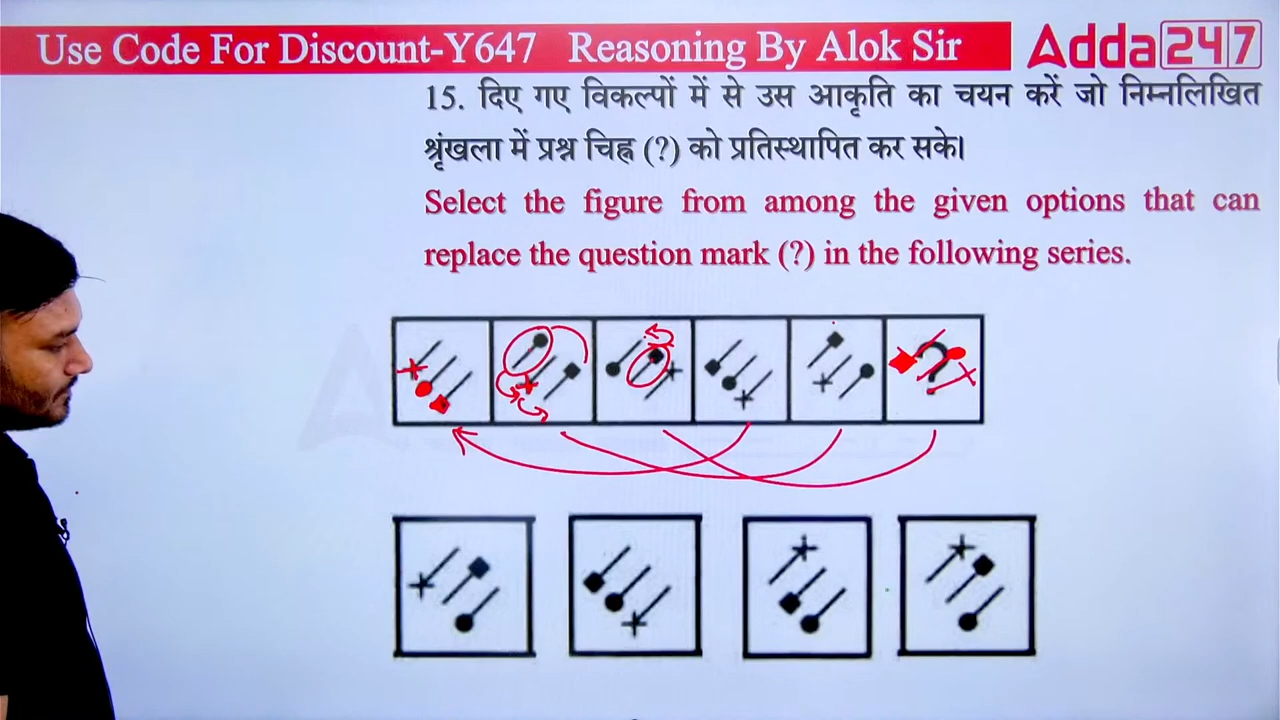 Use Code For Discount-Y647 Reasoning By Alok Sir
Adda247
15. दिए गए विकल्पों में से उस आकृति का चयन करें जो निम्नलिखित
श्रृंखला में प्रश्न चिह्न (?) को प्रतिस्थापित कर सके।
Select the figure from among the given options that can
replace the question mark (?) in the following series.
?